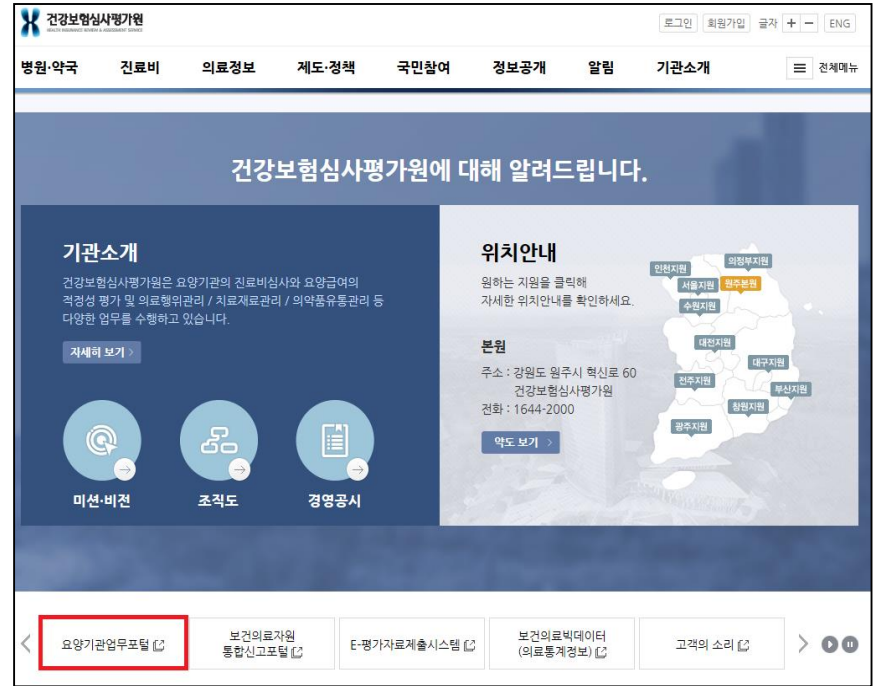 건강보험심사평가원
HEALTH INSURANCE REVIEW & ASSESSMENT SERVICE
로그인 회원가입 글자 + − ENG
병원·약국 진료비 의료정보 제도·정책 국민참여 정보공개 알림 기관소개 전체메뉴
건강보험심사평가원에 대해 알려드립니다.
기관소개
건강보험심사평가원은 요양기관의 진료비심사와 요양급여의
적정성 평가 및 의료행위관리 / 치료재료관리 / 의약품유통관리 등
다양한 업무를 수행하고 있습니다.
자세히 보기 >
미션·비전 조직도 경영공시
위치안내
원하는 지원을 클릭해
자세한 위치안내를 확인하세요.
본원
주소 : 강원도 원주시 혁신로 60
건강보험심사평가원
전화 : 1644-2000
약도 보기 >
인천지원
의정부지원
서울지원
원주본원
수원지원
대전지원
대구지원
전주지원
부산지원
창원지원
광주지원
요양기관업무포털
보건의료자원
통합신고포털
E-평가자료제출시스템
보건의료빅데이터
(의료통계정보)
고객의 소리